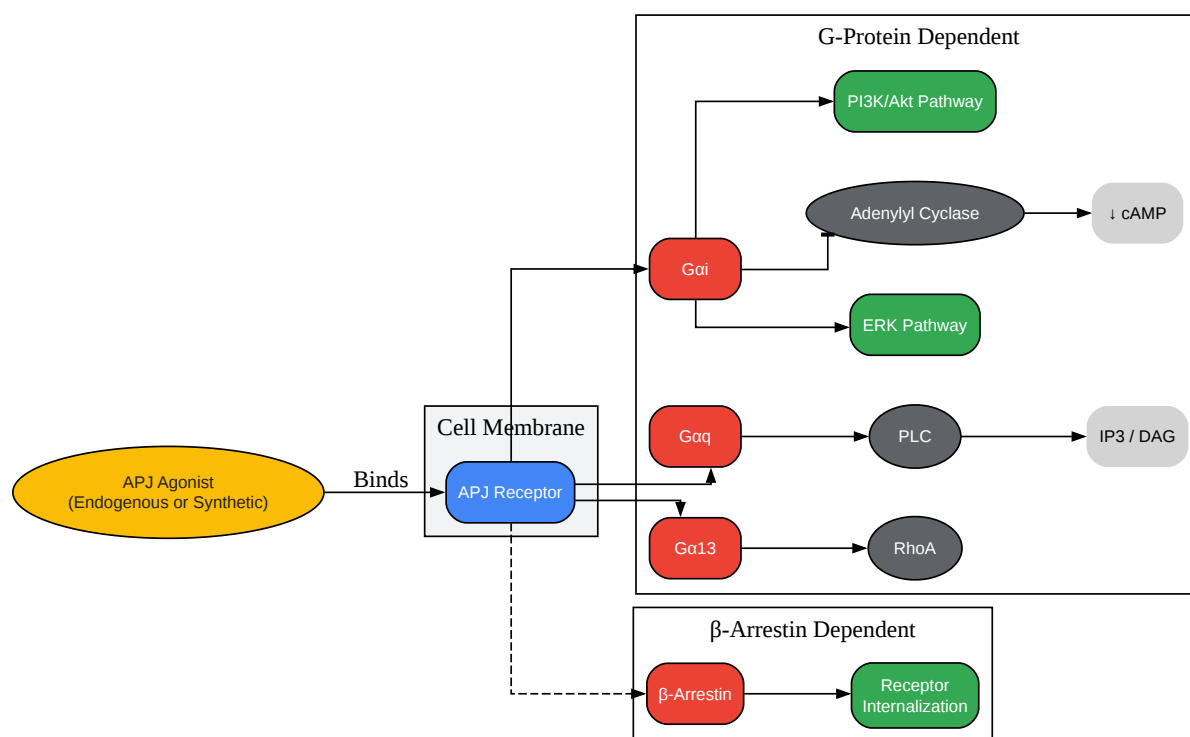 G-Protein Dependent
PI3K/Akt Pathway
Adenylyl Cyclase
↓ cAMP
Gαi
ERK Pathway
Cell Membrane
Gαq
PLC
IP3 / DAG
APJ Agonist
(Endogenous or Synthetic)
Binds
APJ Receptor
Gα13
RhoA
β-Arrestin Dependent
β-Arrestin
Receptor
Internalization